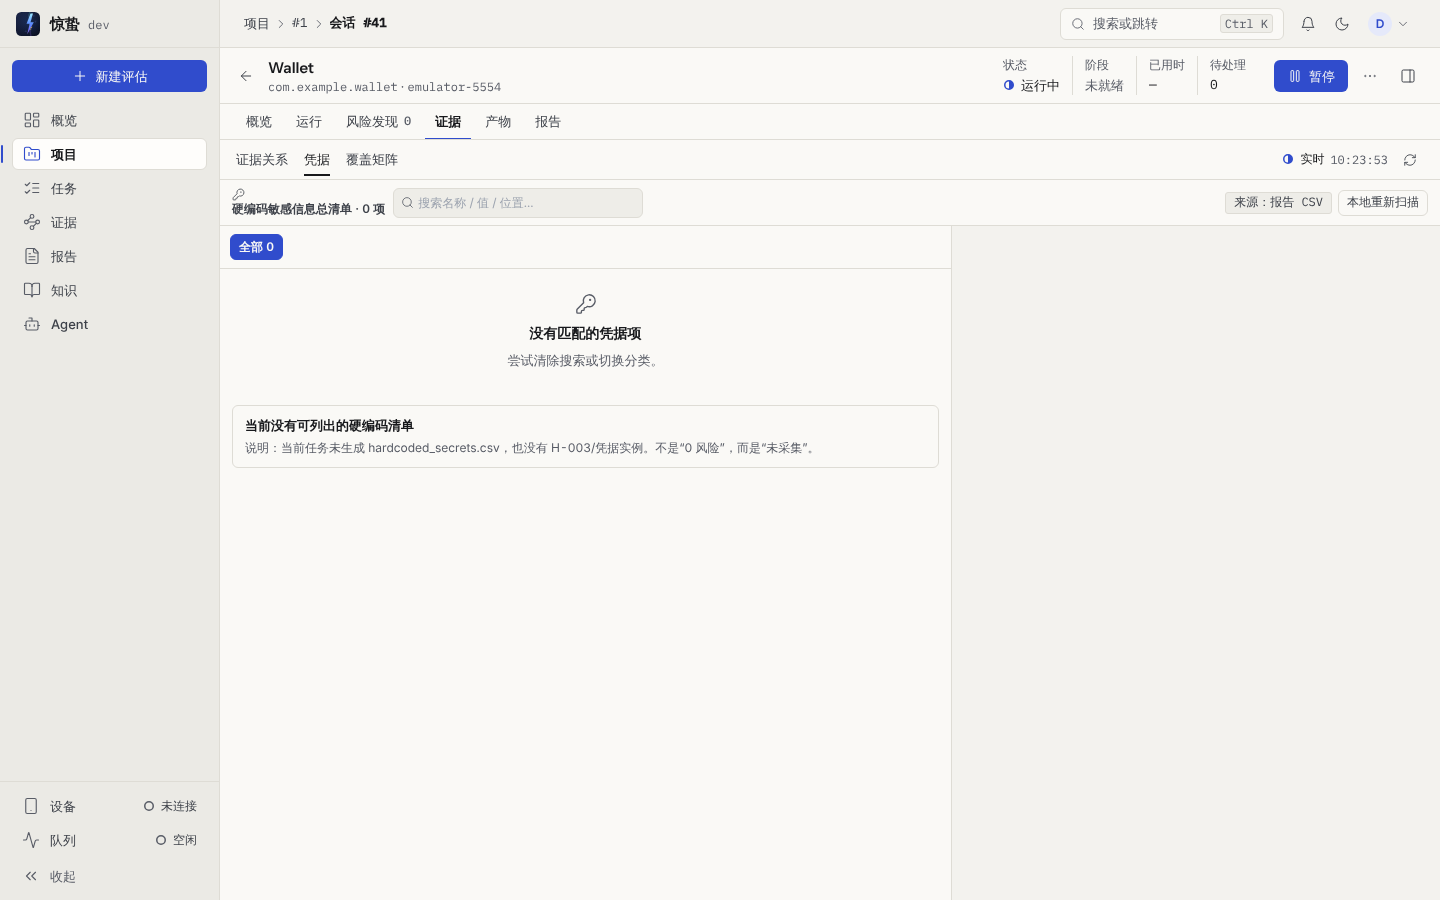 惊蛰 dev
项目 #1 会话 #41
搜索或跳转 Ctrl K
D
新建评估
概览
项目
任务
证据
报告
知识
Agent
Wallet
com.example.wallet·emulator-5554
状态 阶段 已用时 待处理
运行中 未就绪 — 0
暂停
概览 运行 风险发现 0 证据 产物 报告
证据关系 凭据 覆盖矩阵
实时 10:23:53
硬编码敏感信息总清单 · 0 项
搜索名称 / 值 / 位置…
来源：报告 CSV 本地重新扫描
全部 0
没有匹配的凭据项
尝试清除搜索或切换分类。
当前没有可列出的硬编码清单
说明：当前任务未生成 hardcoded_secrets.csv，也没有 H-003/凭据实例。不是“0 风险”，而是“未采集”。
设备 未连接
队列 空闲
收起